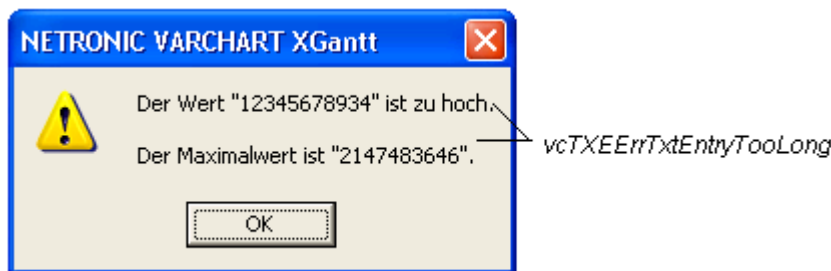 NETRONIC VARCHART XGantt
Der Wert "12345678934" ist zu hoch.
vcTXEErrTxtEntryTooLong
Der Maximalwert ist "2147483646".
OK